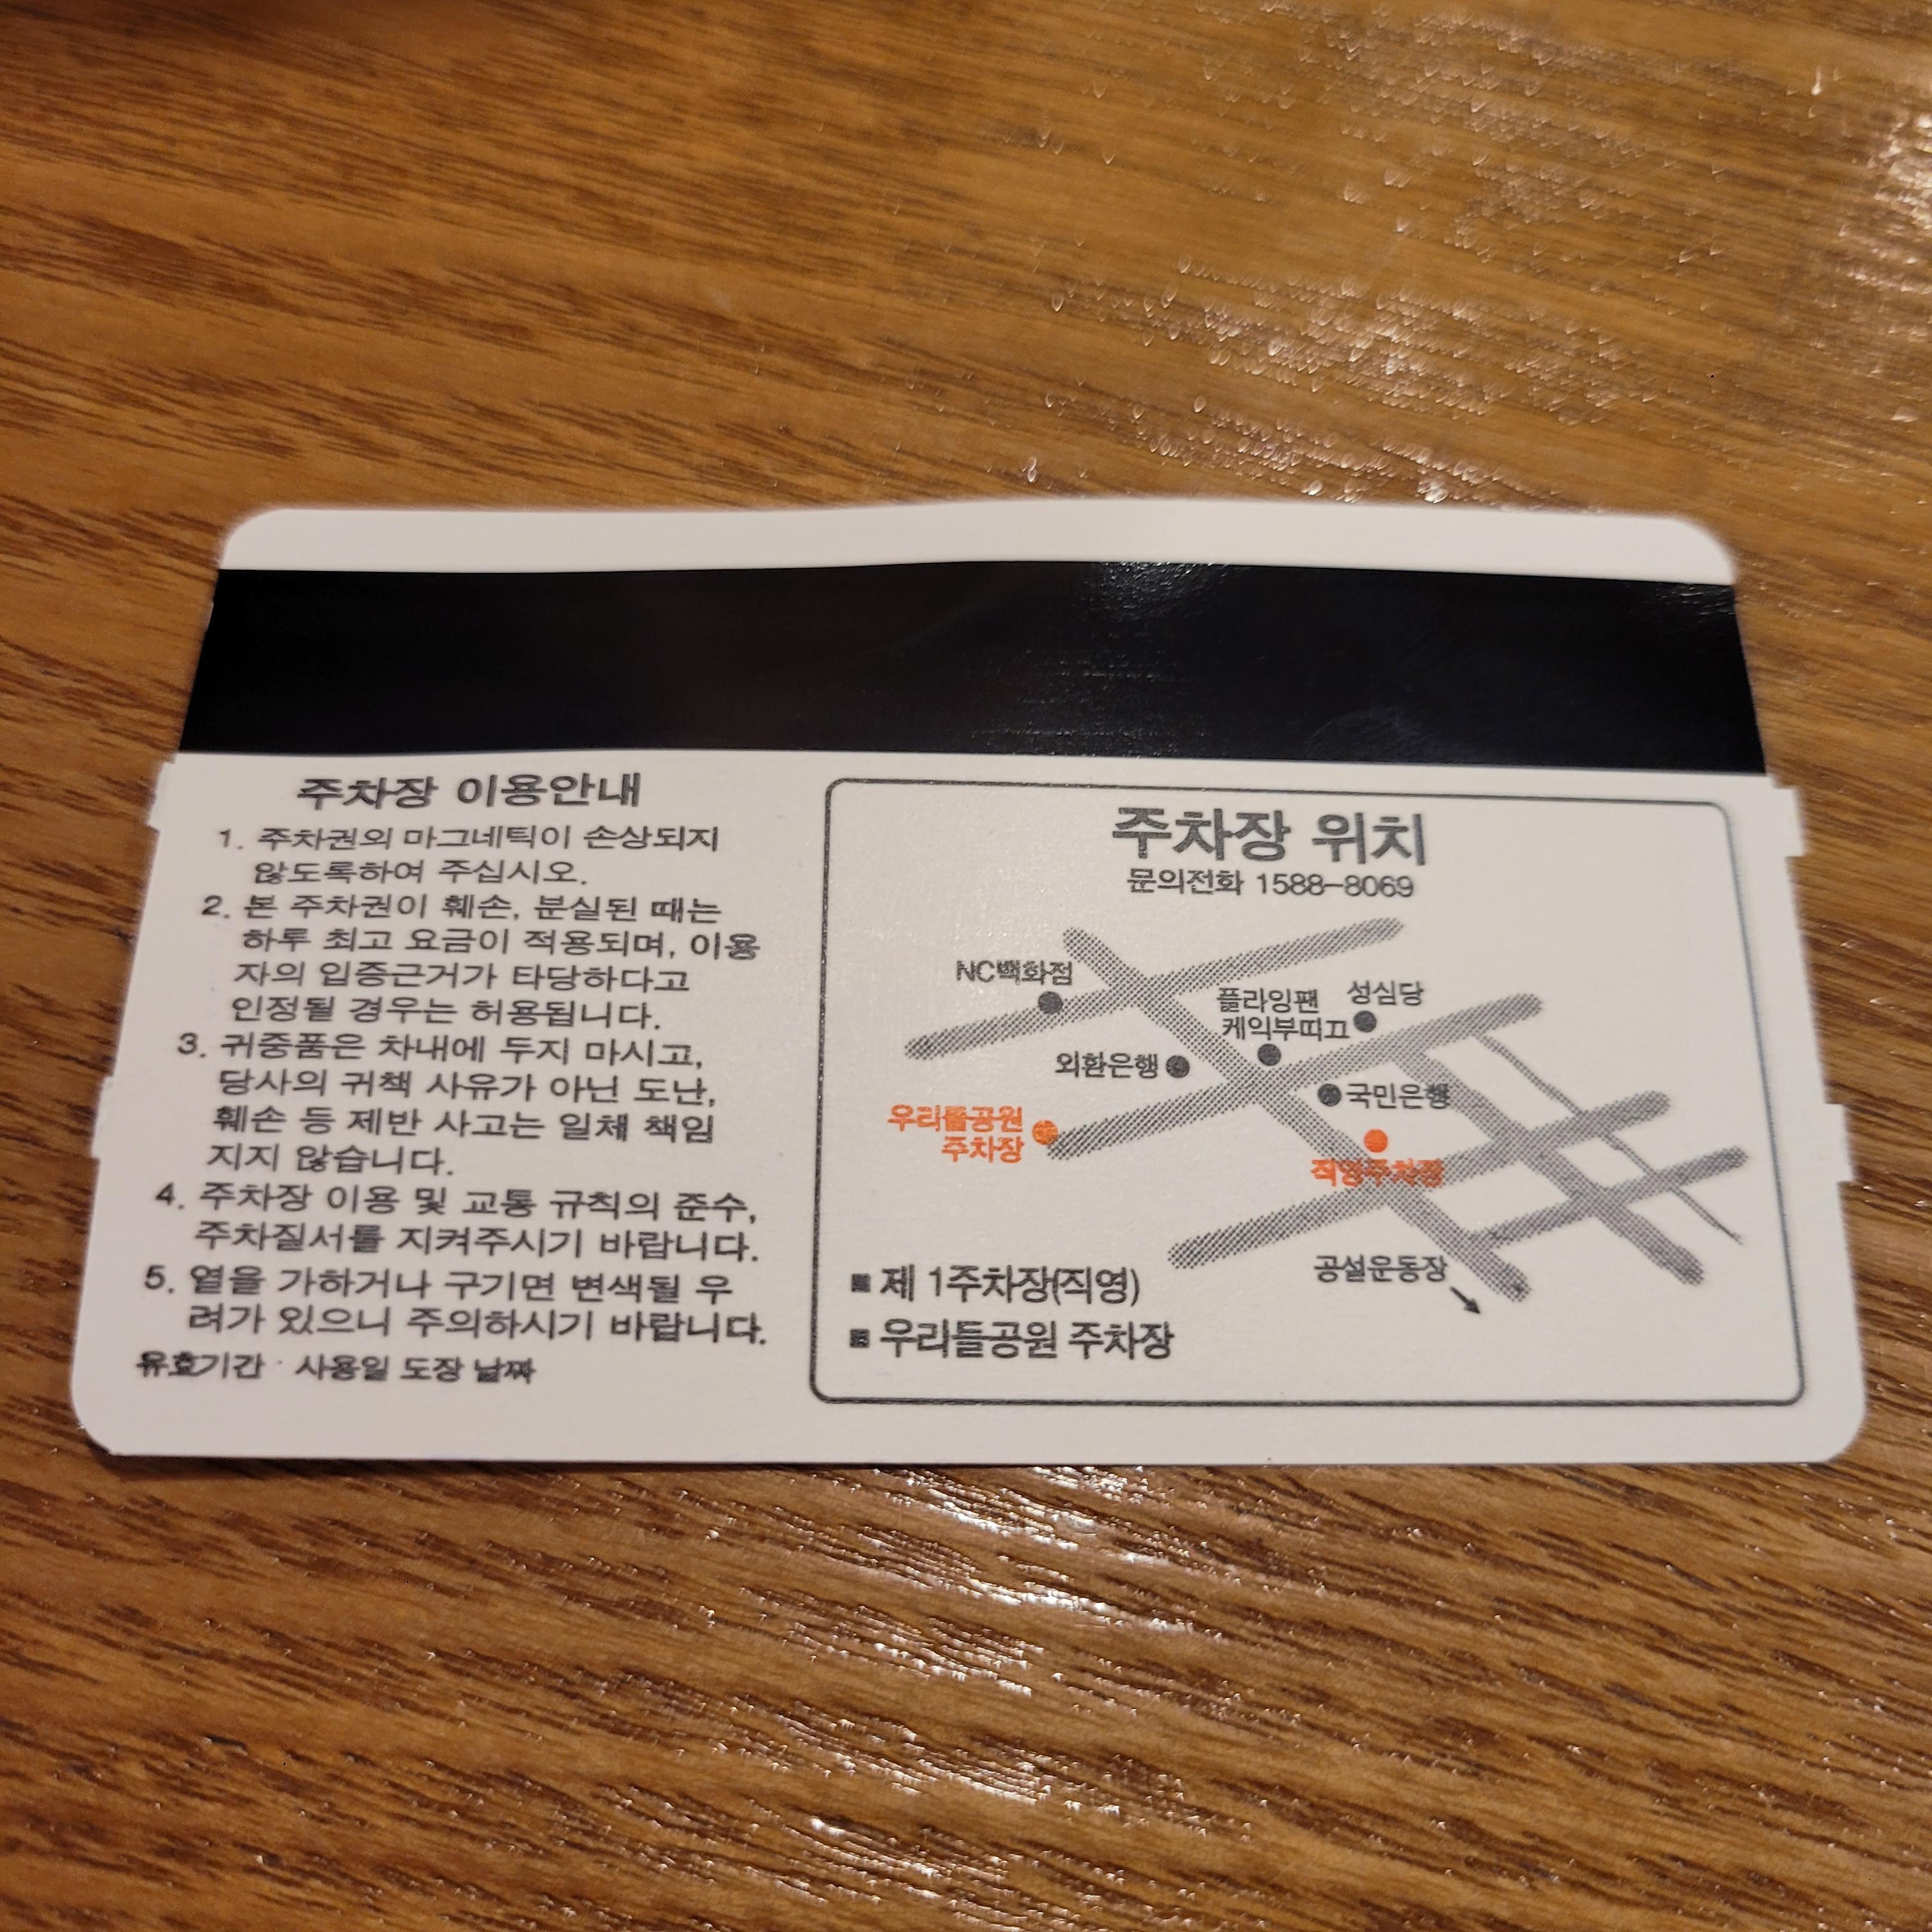 주차장 이용안내
1. 주차권의 마그네틱이 손상되지
않도록하여 주십시오.
2. 본 주차권이 훼손, 분실된 때는
하루 최고 요금이 적용되며, 이용
자의 입증근거가 타당하다고
인정될 경우는 허용됩니다.
3. 귀중품은 차내에 두지 마시고,
당사의 귀책 사유가 아닌 도난,
훼손 등 제반 사고는 일체 책임
지지 않습니다.
4. 주차장 이용 및 교통 규칙의 준수,
주차질서를 지켜주시기 바랍니다.
5. 열을 가하거나 구기면 변색될 우
려가 있으니 주의하시기 바랍니다.
유효기간 · 사용일 도장 날짜
주차장 위치
문의전화 1588-8069
NC백화점
플라잉팬
케익부띠끄
성심당
외환은행
국민은행
우리들공원
주차장
직영주차장
공설운동장
■ 제 1주차장(직영)
■ 우리들공원 주차장